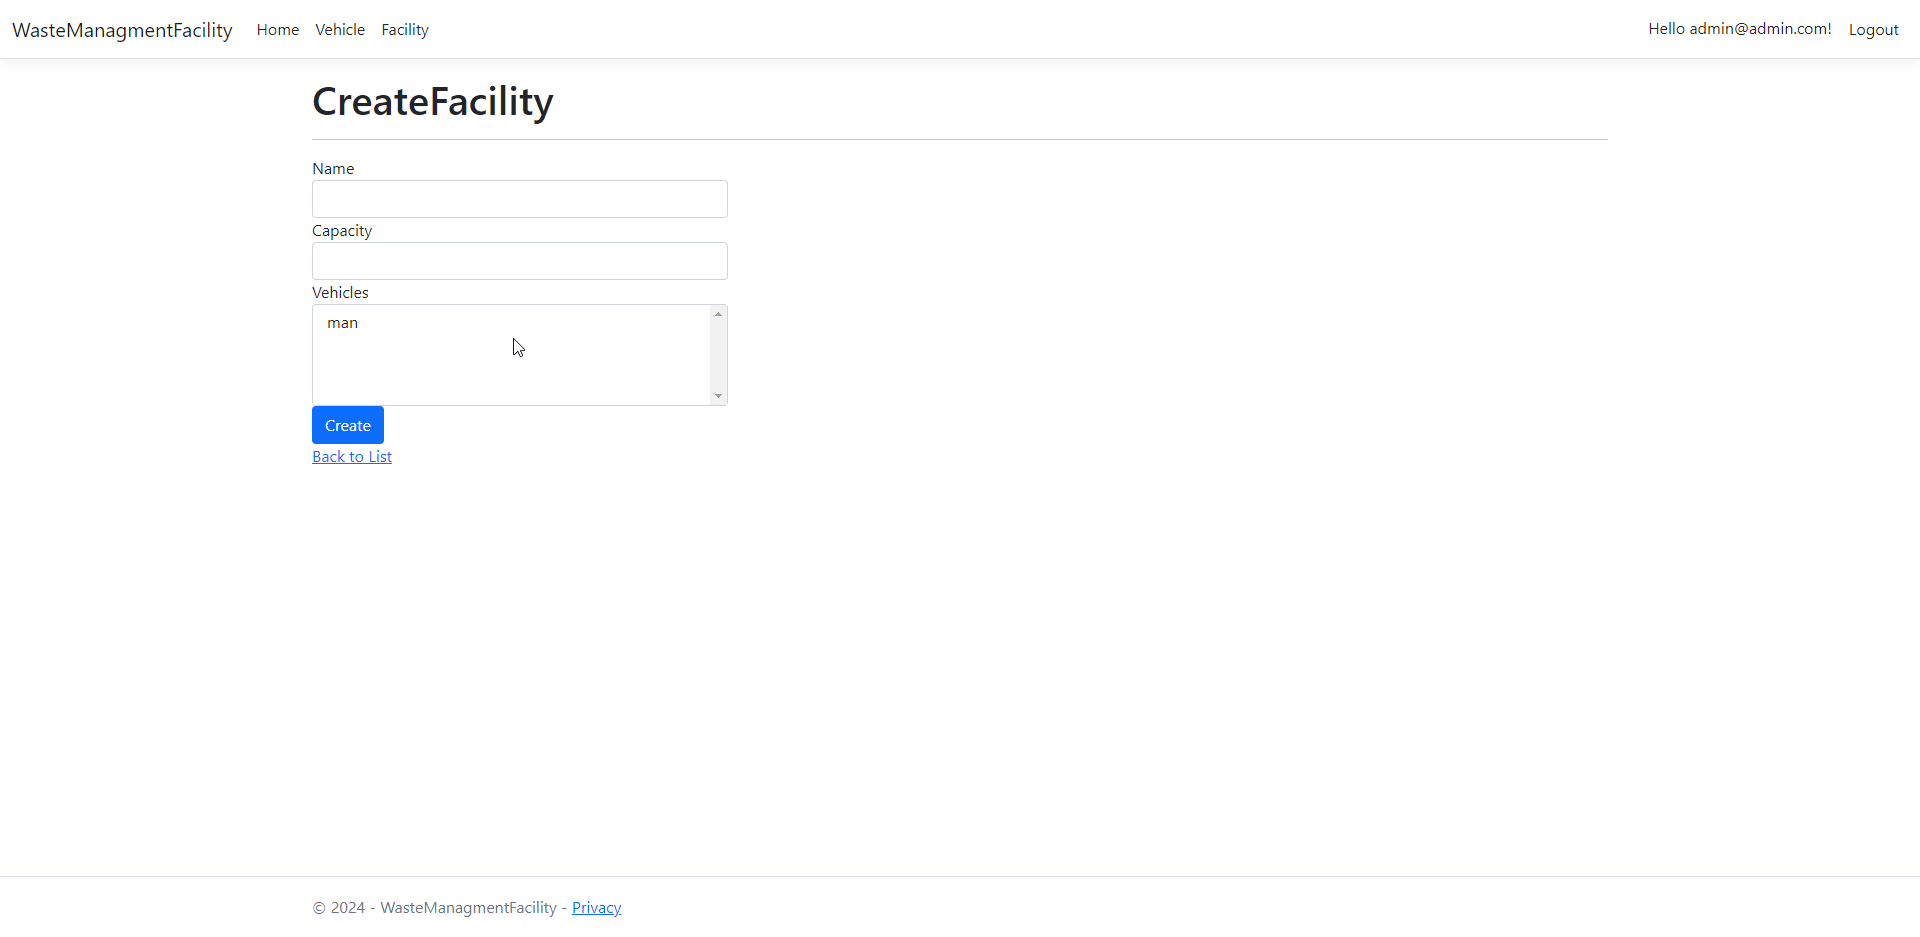 WasteManagmentFacility Home Vehicle Facility Hello admin@admin.com! Logout
CreateFacility
Name
Capacity
Vehicles
man
Create
Back to List
© 2024 - WasteManagmentFacility - Privacy